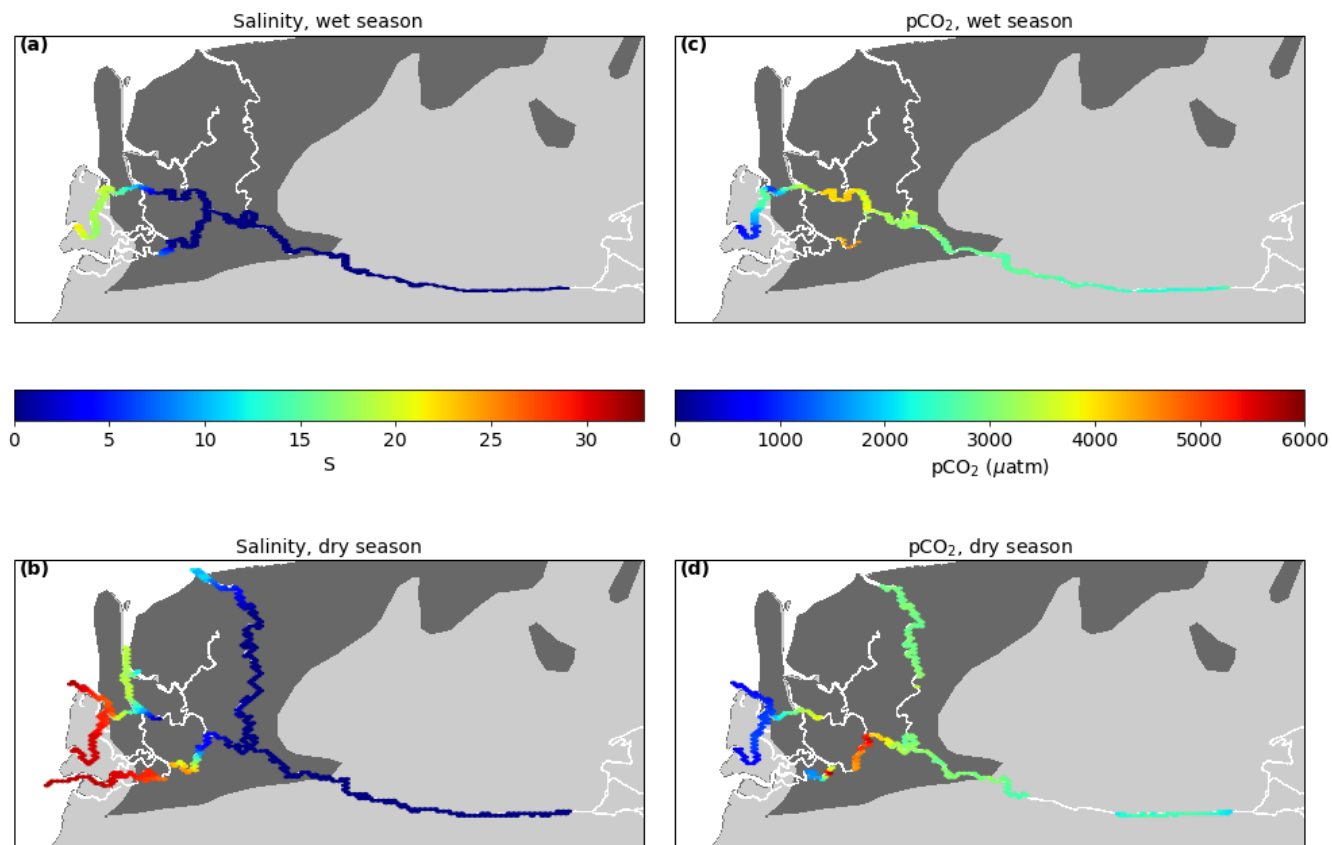 Salinity, wet season
(a)
pCO₂, wet season
(c)
0 5 10 15 20 25 30
S
0 1000 2000 3000 4000 5000 6000
pCO₂ (μatm)
Salinity, dry season
(b)
pCO₂, dry season
(d)